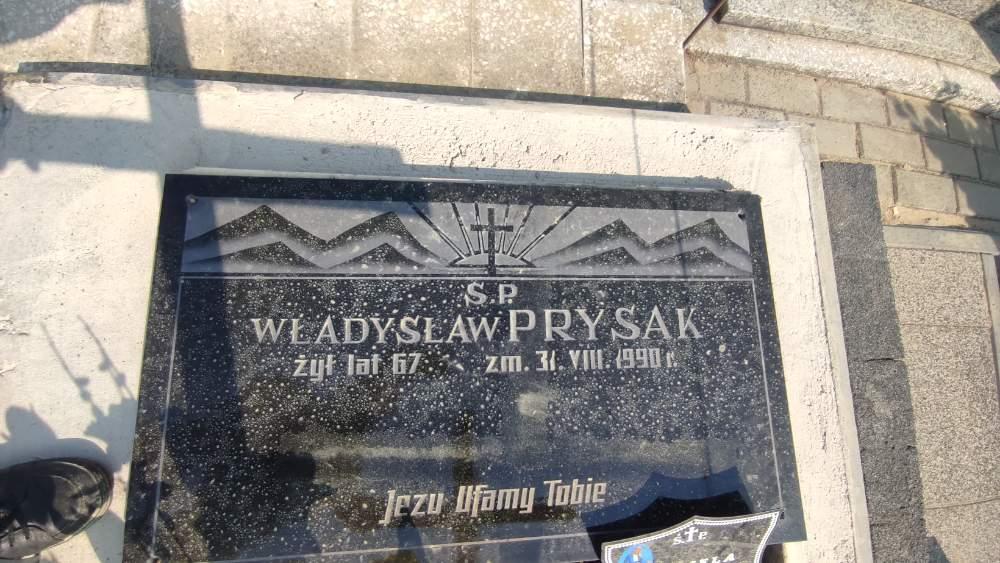 Ś.P.
WŁADYSŁAW PRYSAK
żył lat 67 zm. 31. VIII. 1990 r.
Jezu Ufamy Tobie
Ś.P.